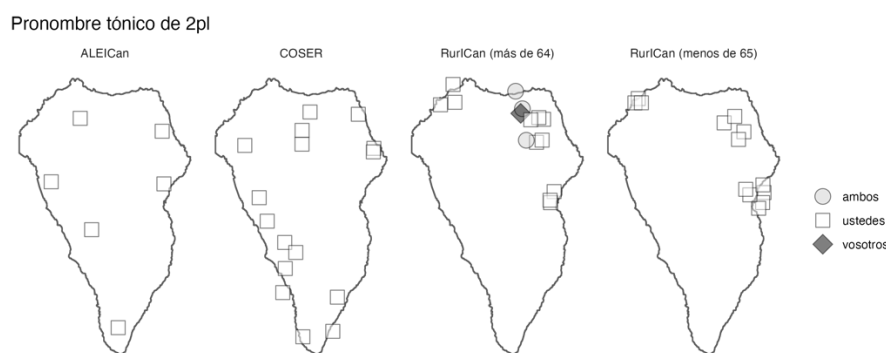 Pronombre tónico de 2pl
ALEICan
COSER
RurICan (más de 64)
RurICan (menos de 65)
ambos
ustedes
vosotros